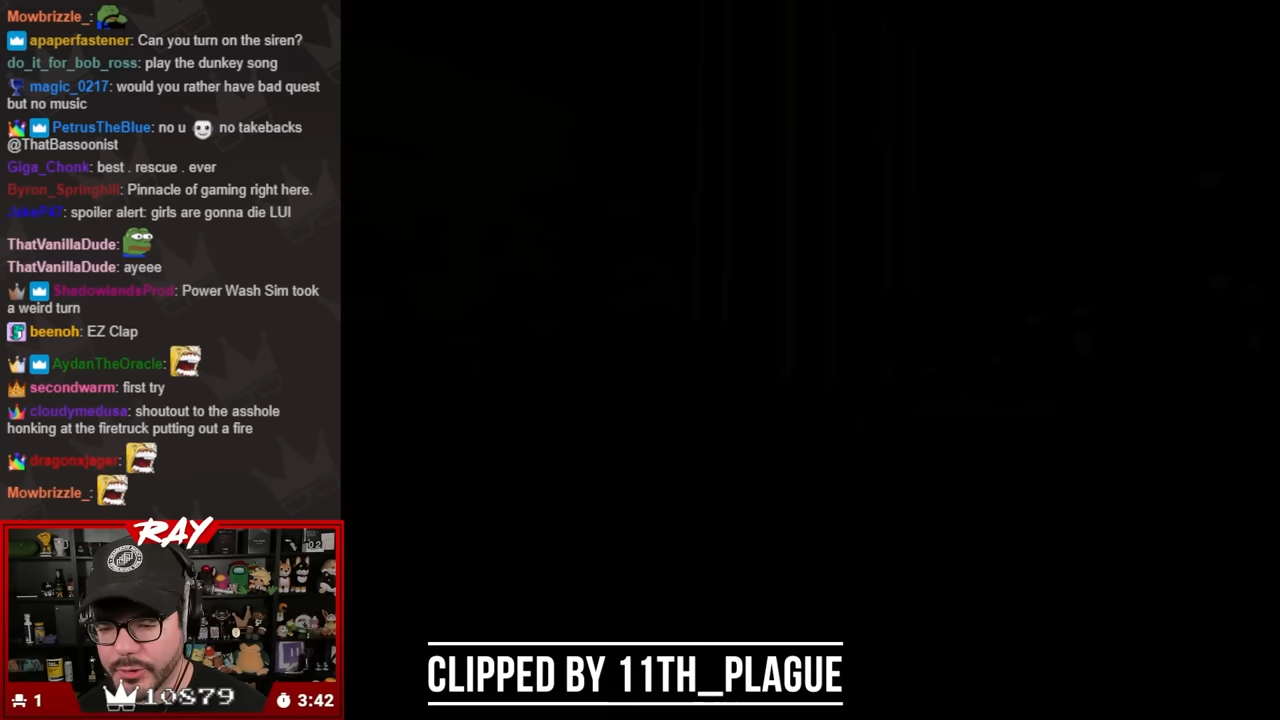 Mowbrizzle_:
apaperfastener: Can you turn on the siren?
do_it_for_bob_ross: play the dunkey song
magic_0217: would you rather have bad quest
but no music
PetrusTheBlue: no u no takebacks
@ThatBassoonist
Giga_Chonk: best . rescue . ever
Byron_Springhill: Pinnacle of gaming right here.
JakeP47: spoiler alert: girls are gonna die LUI
ThatVanillaDude:
ThatVanillaDude: ayeee
ShadowlandsProd: Power Wash Sim took
a weird turn
beenoh: EZ Clap
AydanTheOracle:
secondwarm: first try
cloudymedusa: shoutout to the asshole
honking at the firetruck putting out a fire
dragonxjager:
Mowbrizzle_:
RAY
1
10879
3:42
CLIPPED BY 11TH_PLAGUE